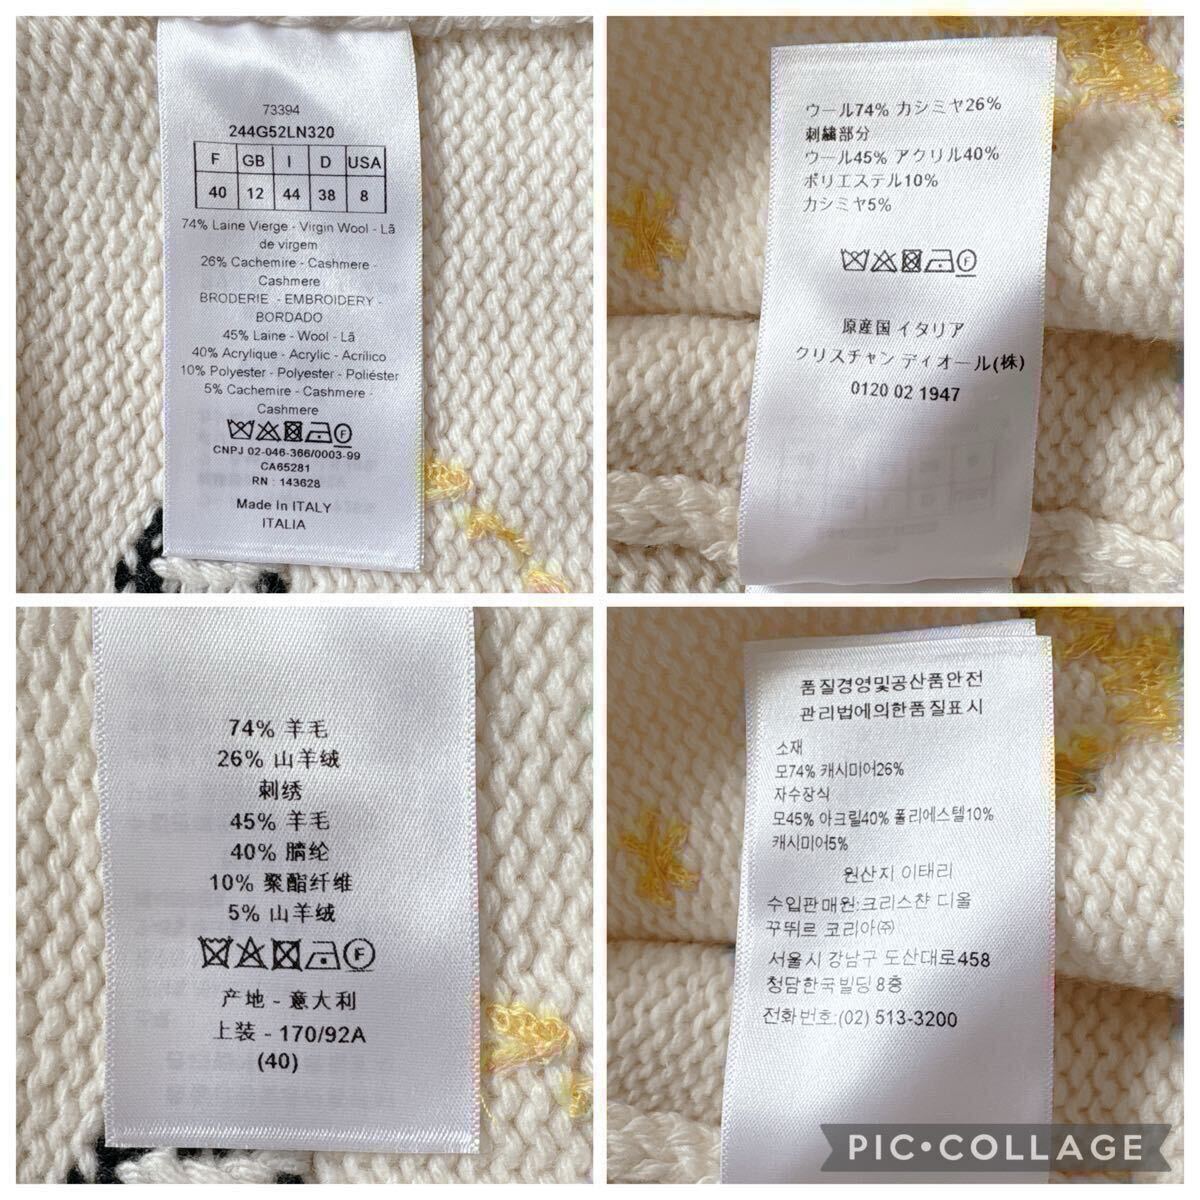 73394
244G52LN320
F GB I D USA
40 12 44 38 8
74% Laine Vierge - Virgin Wool - Lã
de virgem
26% Cachemire - Cashmere -
Cashmere
BRODERIE - EMBROIDERY -
BORDADO
45% Laine - Wool - Lã
40% Acrylique - Acrylic - Acrílico
10% Polyester - Polyester - Poliéster
5% Cachemire - Cashmere -
Cashmere
CNPJ 02-046-366/0003-99
CA65281
RN : 143628
Made In ITALY
ITALIA
ウール74% カシミヤ26%
刺繍部分
ウール45% アクリル40%
ポリエステル10%
カシミヤ5%
F
原産国 イタリア
クリスチャン ディオール(株)
0120 02 1947
74% 羊毛
26% 山羊绒
刺绣
45% 羊毛
40% 腈纶
10% 聚酯纤维
5% 山羊绒
F
产地 - 意大利
上装 - 170/92A
(40)
품질경영및공산품안전
관리법에의한품질표시
소재
모74% 캐시미어26%
자수장식
모45% 아크릴40% 폴리에스텔10%
캐시미어5%
원산지 이태리
수입판매원:크리스챤 디올
꾸뛰르 코리아㈜
서울시 강남구 도산대로458
청담한국빌딩 8층
전화번호:(02) 513-3200
PIC•COLLAGE